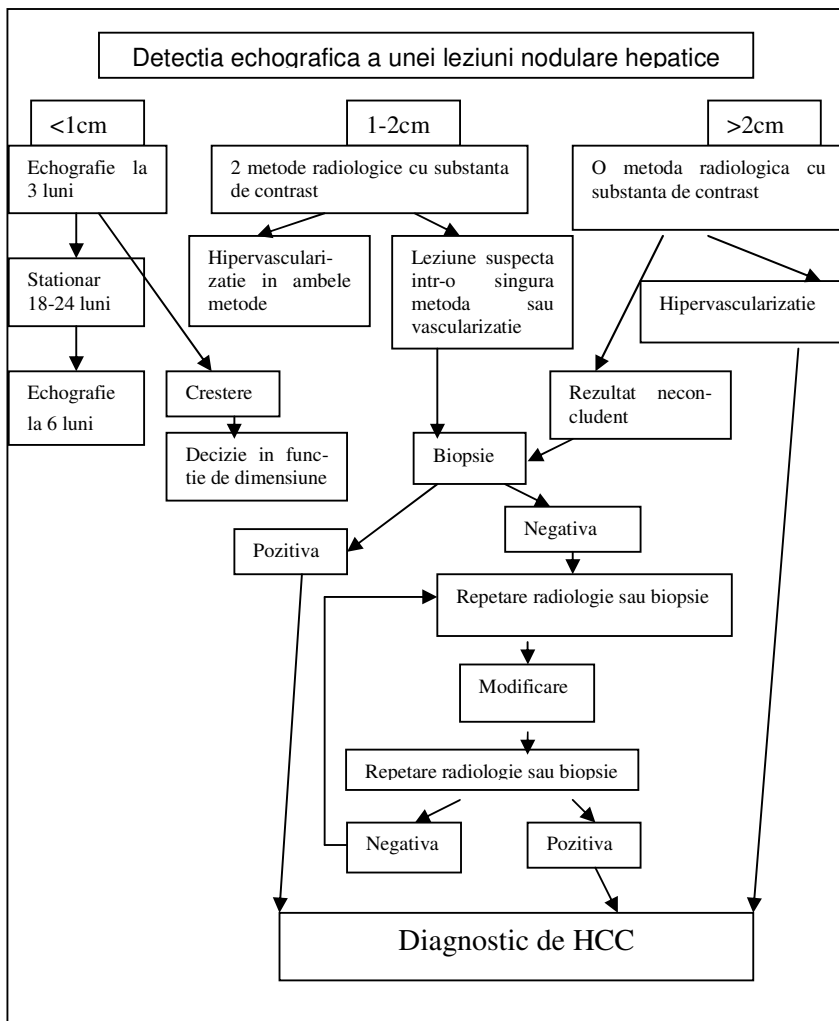 Detectia echografica a unei leziuni nodulare hepatice
<1cm
1-2cm
>2cm
Echografie la
3 luni
2 metode radiologice cu substanta
de contrast
O metoda radiologica cu
substanta de contrast
Stationar
18-24 luni
Hipervasculari-
zatie in ambele
metode
Leziune suspecta
intr-o singura
metoda sau
vascularizatie
Hipervascularizatie
Echografie
la 6 luni
Crestere
Rezultat necon-
cludent
Decizie in func-
tie de dimensiune
Biopsie
Pozitiva
Negativa
Repetare radiologie sau biopsie
Modificare
Repetare radiologie sau biopsie
Negativa
Pozitiva
Diagnostic de HCC